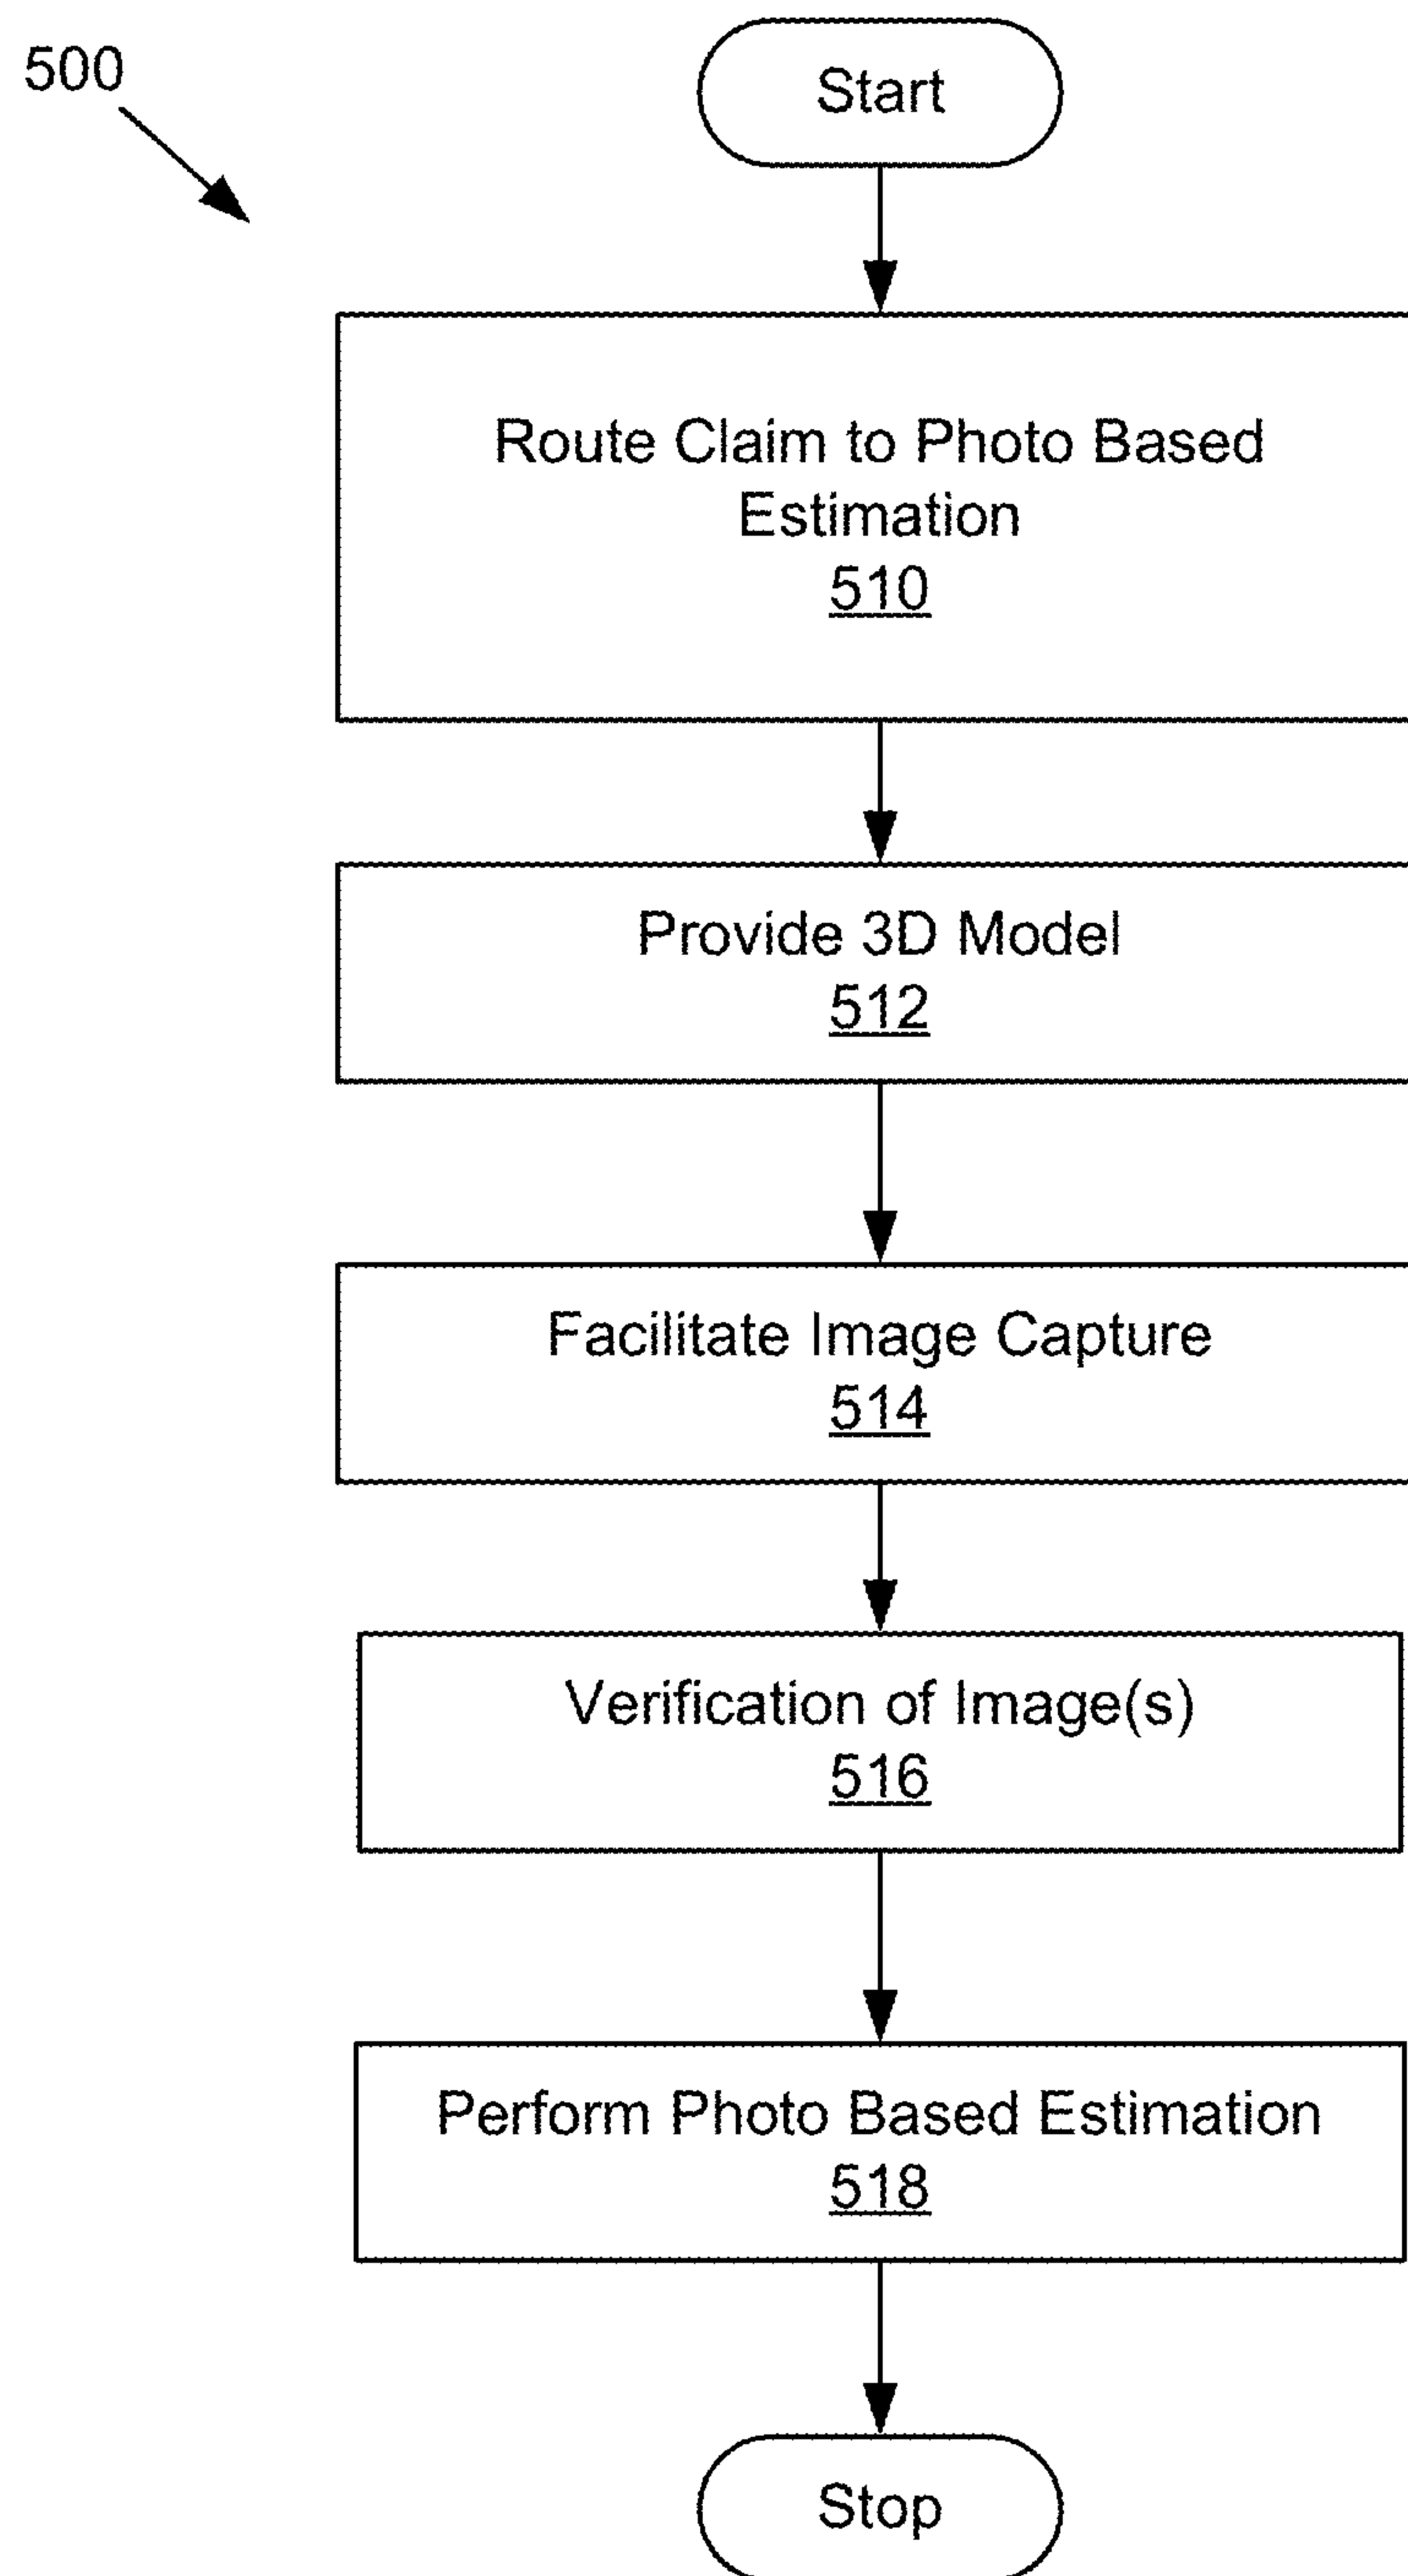 500
Start
Route Claim to Photo Based
Estimation
510
Provide 3D Model
512
Facilitate Image Capture
514
Verification of Image(s)
516
Perform Photo Based Estimation
518
Stop